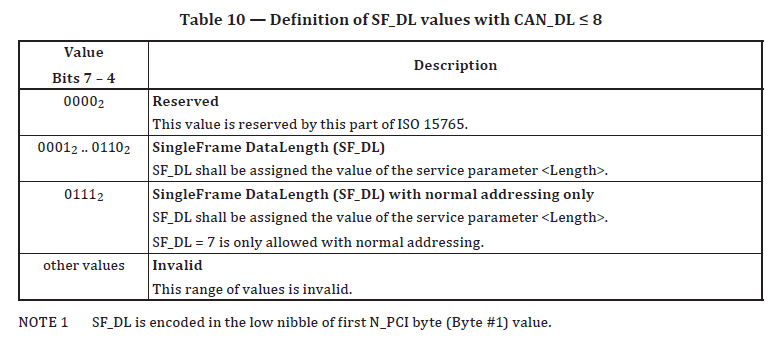 Table 10 — Definition of SF_DL values with CAN_DL ≤ 8
Value
Bits 7 – 4
Description
0000₂
Reserved
This value is reserved by this part of ISO 15765.
0001₂ .. 0110₂
SingleFrame DataLength (SF_DL)
SF_DL shall be assigned the value of the service parameter <Length>.
0111₂
SingleFrame DataLength (SF_DL) with normal addressing only
SF_DL shall be assigned the value of the service parameter <Length>.
SF_DL = 7 is only allowed with normal addressing.
other values
Invalid
This range of values is invalid.
NOTE 1 SF_DL is encoded in the low nibble of first N_PCI byte (Byte #1) value.